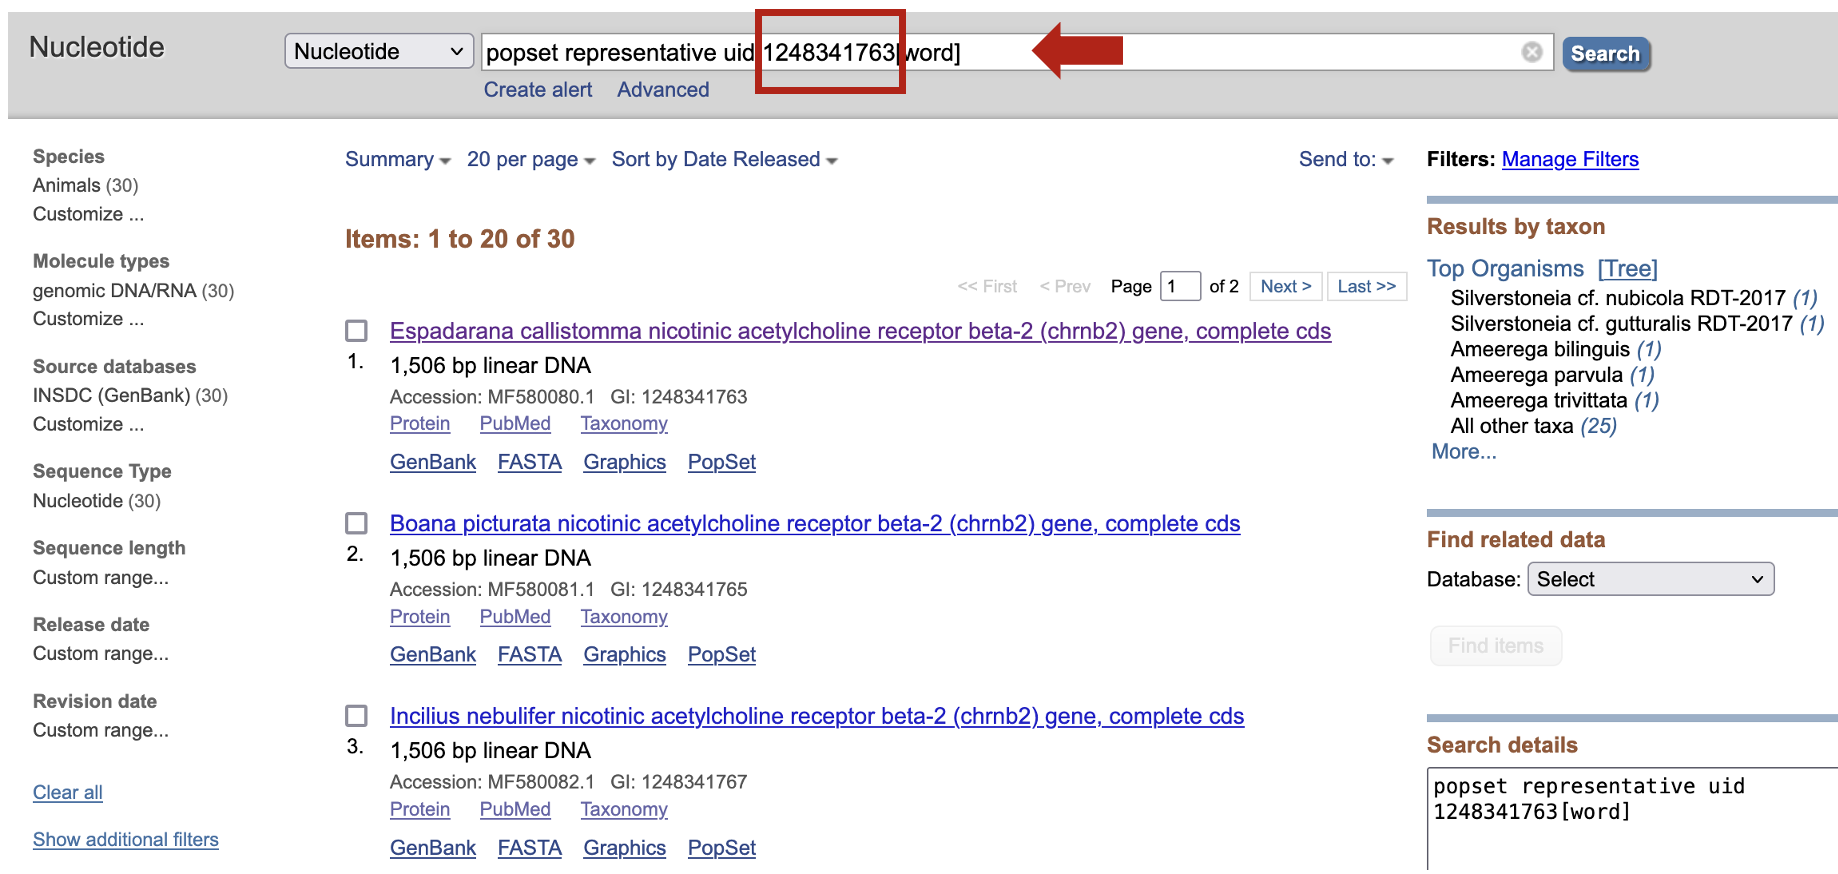 Nucleotide
Nucleotide popset representative uid 1248341763[word] Search
Create alert Advanced
Species
Animals (30)
Customize ...
Molecule types
genomic DNA/RNA (30)
Customize ...
Source databases
INSDC (GenBank) (30)
Customize ...
Sequence Type
Nucleotide (30)
Sequence length
Custom range...
Release date
Custom range...
Revision date
Custom range...
Clear all
Show additional filters
Summary 20 per page Sort by Date Released Send to:
Items: 1 to 20 of 30
<< First < Prev Page 1 of 2 Next > Last >>
Espadarana callistomma nicotinic acetylcholine receptor beta-2 (chrnb2) gene, complete cds
1. 1,506 bp linear DNA
Accession: MF580080.1 GI: 1248341763
Protein PubMed Taxonomy
GenBank FASTA Graphics PopSet
Boana picturata nicotinic acetylcholine receptor beta-2 (chrnb2) gene, complete cds
2. 1,506 bp linear DNA
Accession: MF580081.1 GI: 1248341765
Protein PubMed Taxonomy
GenBank FASTA Graphics PopSet
Incilius nebulifer nicotinic acetylcholine receptor beta-2 (chrnb2) gene, complete cds
3. 1,506 bp linear DNA
Accession: MF580082.1 GI: 1248341767
Protein PubMed Taxonomy
GenBank FASTA Graphics PopSet
Filters: Manage Filters
Results by taxon
Top Organisms [Tree]
Silverstoneia cf. nubicola RDT-2017 (1)
Silverstoneia cf. gutturalis RDT-2017 (1)
Ameerega bilinguis (1)
Ameerega parvula (1)
Ameerega trivittata (1)
All other taxa (25)
More...
Find related data
Database: Select
Find items
Search details
popset representative uid
1248341763[word]